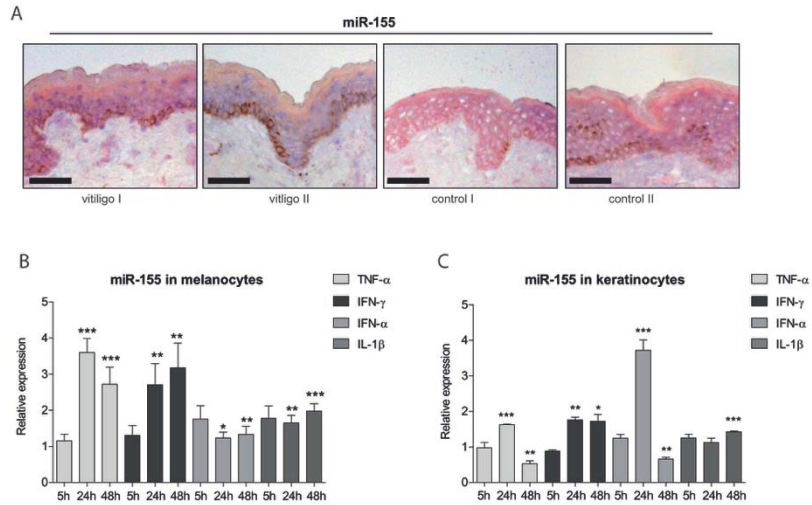 A
miR-155
vitiligo I
vitligo II
control I
control II
B
miR-155 in melanocytes
TNF-α
IFN-γ
IFN-α
IL-1β
Relative expression
5
4
3
2
1
0
*** *** ** ** * ** ** ***
5h 24h 48h 5h 24h 48h 5h 24h 48h 5h 24h 48h
C
miR-155 in keratinocytes
TNF-α
IFN-γ
IFN-α
IL-1β
Relative expression
5
4
3
2
1
0
*** ** ** * *** ** ***
5h 24h 48h 5h 24h 48h 5h 24h 48h 5h 24h 48h